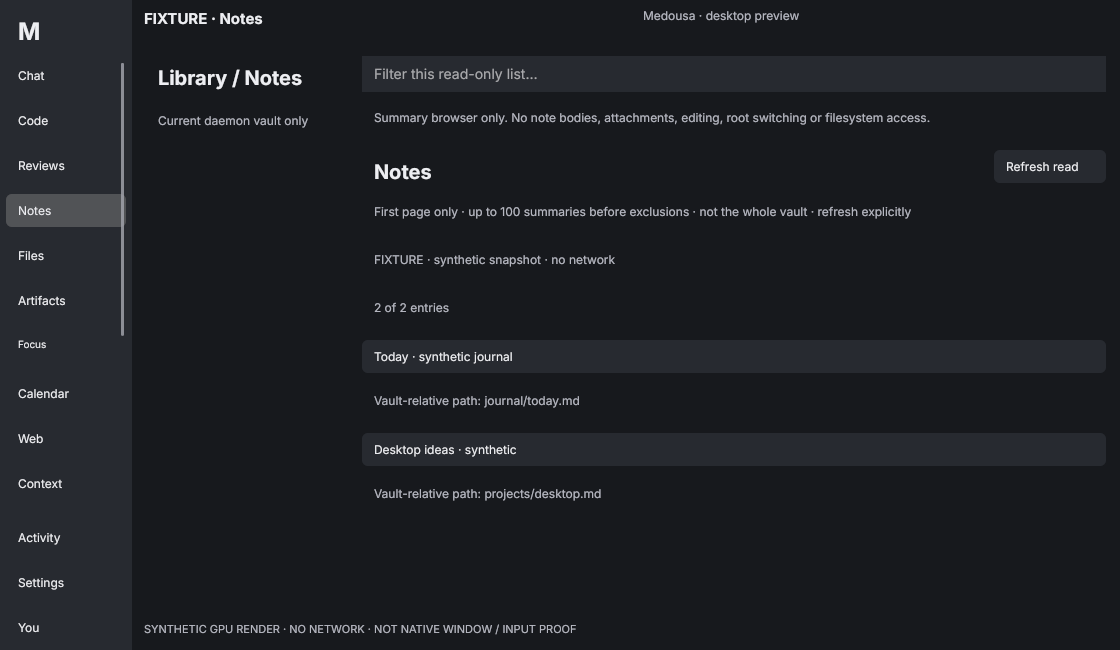 M
Chat
Code
Reviews
Notes
Files
Artifacts
Focus
Calendar
Web
Context
Activity
Settings
You
FIXTURE · Notes
Medousa · desktop preview
Library / Notes
Current daemon vault only
Filter this read-only list...
Summary browser only. No note bodies, attachments, editing, root switching or filesystem access.
Notes
Refresh read
First page only · up to 100 summaries before exclusions · not the whole vault · refresh explicitly
FIXTURE · synthetic snapshot · no network
2 of 2 entries
Today · synthetic journal
Vault-relative path: journal/today.md
Desktop ideas · synthetic
Vault-relative path: projects/desktop.md
SYNTHETIC GPU RENDER · NO NETWORK · NOT NATIVE WINDOW / INPUT PROOF